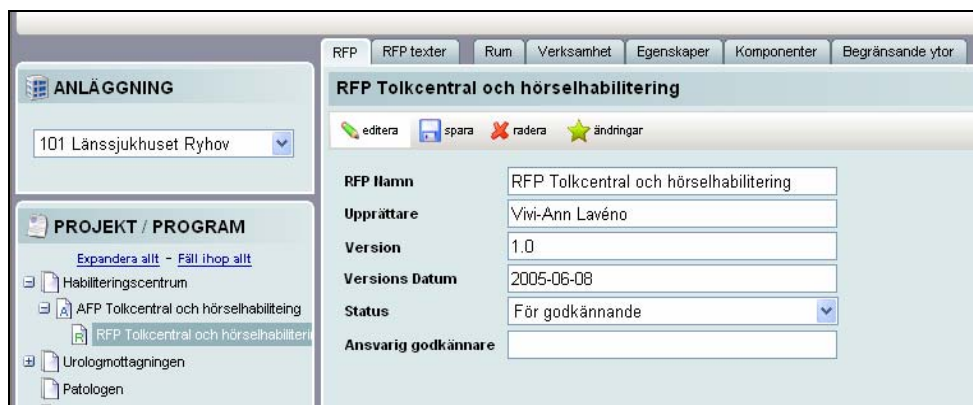 RFP
RFP texter
Rum
Verksamhet
Egenskaper
Komponenter
Begränsande ytor
ANLÄGGNING
101 Länssjukhuset Ryhov
PROJEKT / PROGRAM
Expandera allt - Fäll ihop allt
Habiliteringscentrum
A AFP Tolkcentral och hörselhabiliteing
R RFP Tolkcentral och hörselhabiliterin
Urologmottagningen
Patologen
RFP Tolkcentral och hörselhabilitering
editera
spara
radera
ändringar
RFP Namn RFP Tolkcentral och hörselhabilitering
Upprättare Vivi-Ann Lavéno
Version 1.0
Versions Datum 2005-06-08
Status För godkännande
Ansvarig godkännare